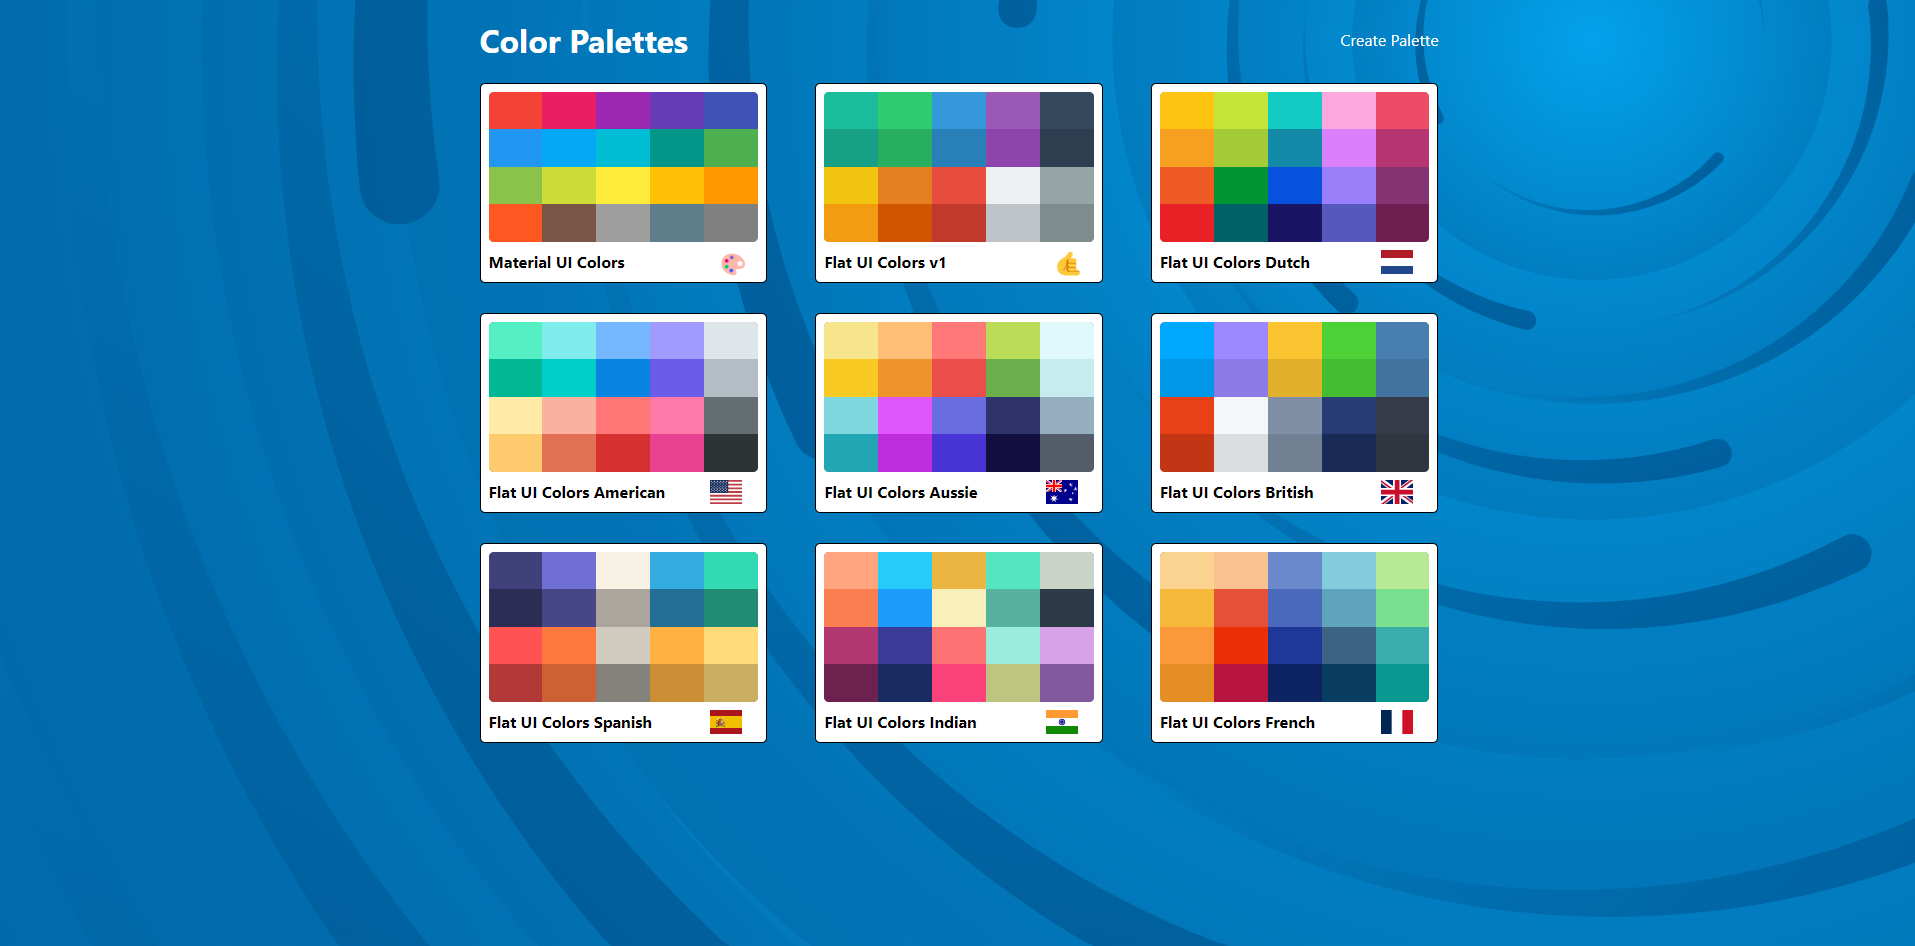 Color Palettes
Create Palette
Material UI Colors
Flat UI Colors v1
Flat UI Colors Dutch
Flat UI Colors American
Flat UI Colors Aussie
Flat UI Colors British
Flat UI Colors Spanish
Flat UI Colors Indian
Flat UI Colors French